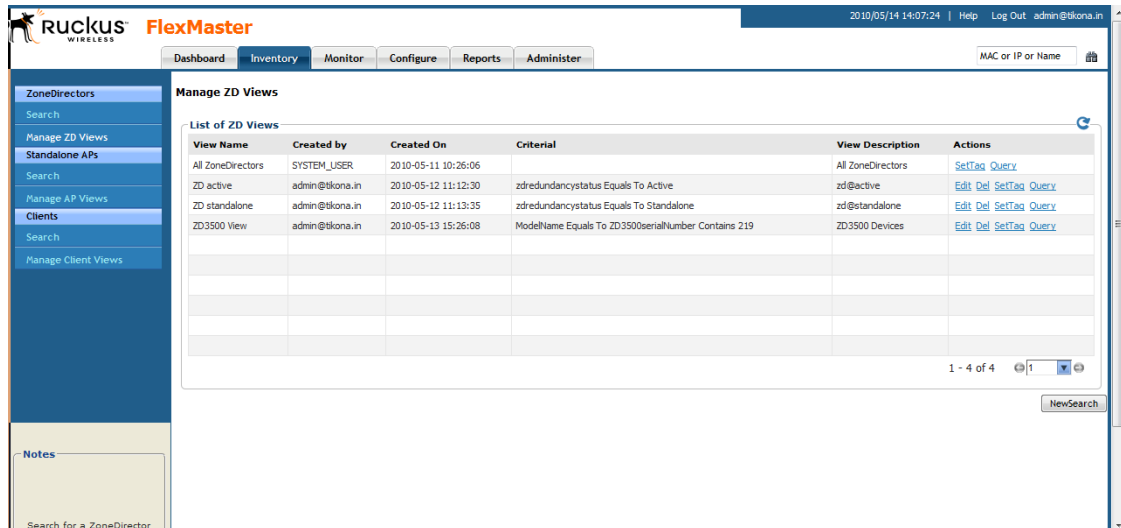 Ruckus WIRELESS FlexMaster
2010/05/14 14:07:24 | Help Log Out admin@tikona.in
Dashboard Inventory Monitor Configure Reports Administer MAC or IP or Name
ZoneDirectors
Search
Manage ZD Views
Standalone APs
Search
Manage AP Views
Clients
Search
Manage Client Views
Notes
Search for a ZoneDirector
Manage ZD Views
List of ZD Views
View Name Created by Created On Criterial View Description Actions
All ZoneDirectors SYSTEM_USER 2010-05-11 10:26:06 All ZoneDirectors SetTag Query
ZD active admin@tikona.in 2010-05-12 11:12:30 zdredundancystatus Equals To Active zd@active Edit Del SetTag Query
ZD standalone admin@tikona.in 2010-05-12 11:13:35 zdredundancystatus Equals To Standalone zd@standalone Edit Del SetTag Query
ZD3500 View admin@tikona.in 2010-05-13 15:26:08 ModelName Equals To ZD3500serialNumber Contains 219 ZD3500 Devices Edit Del SetTag Query
1 - 4 of 4 1
NewSearch